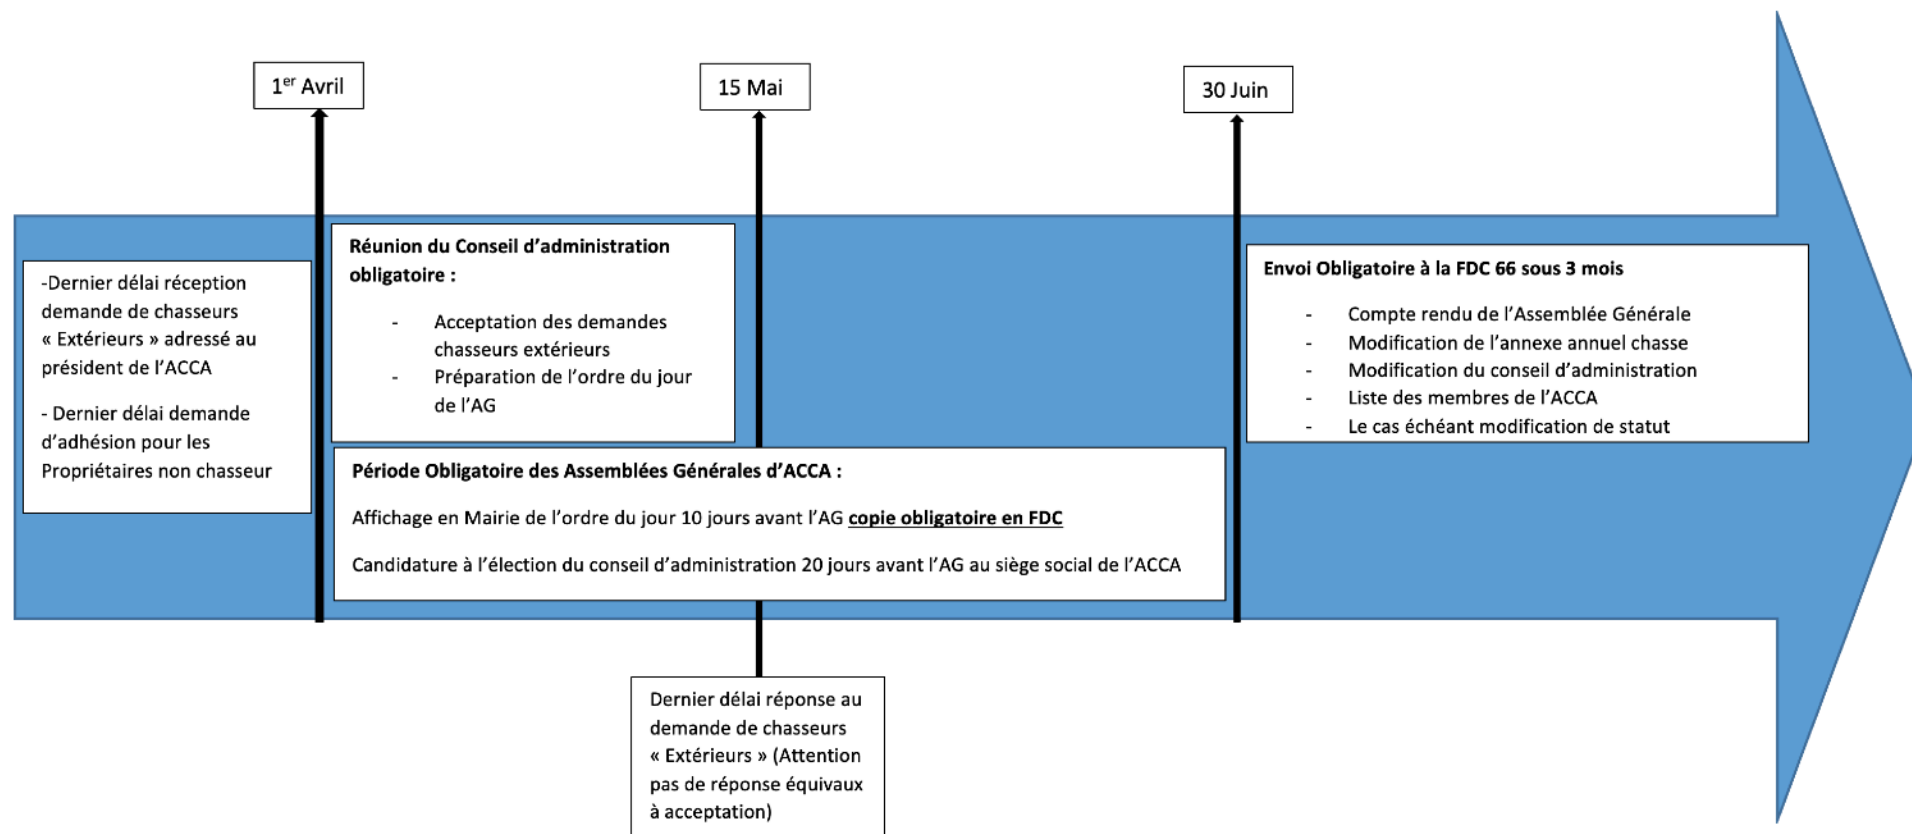 1er Avril
15 Mai
30 Juin
-Dernier délai réception
demande de chasseurs
« Extérieurs » adressé au
président de l'ACCA
- Dernier délai demande
d'adhésion pour les
Propriétaires non chasseur
Réunion du Conseil d'administration
obligatoire :
- Acceptation des demandes
chasseurs extérieurs
- Préparation de l'ordre du jour
de l'AG
Période Obligatoire des Assemblées Générales d'ACCA :
Affichage en Mairie de l'ordre du jour 10 jours avant l'AG copie obligatoire en FDC
Candidature à l'élection du conseil d'administration 20 jours avant l'AG au siège social de l'ACCA
Envoi Obligatoire à la FDC 66 sous 3 mois
- Compte rendu de l'Assemblée Générale
- Modification de l'annexe annuel chasse
- Modification du conseil d'administration
- Liste des membres de l'ACCA
- Le cas échéant modification de statut
Dernier délai réponse au
demande de chasseurs
« Extérieurs » (Attention
pas de réponse équivaux
à acceptation)